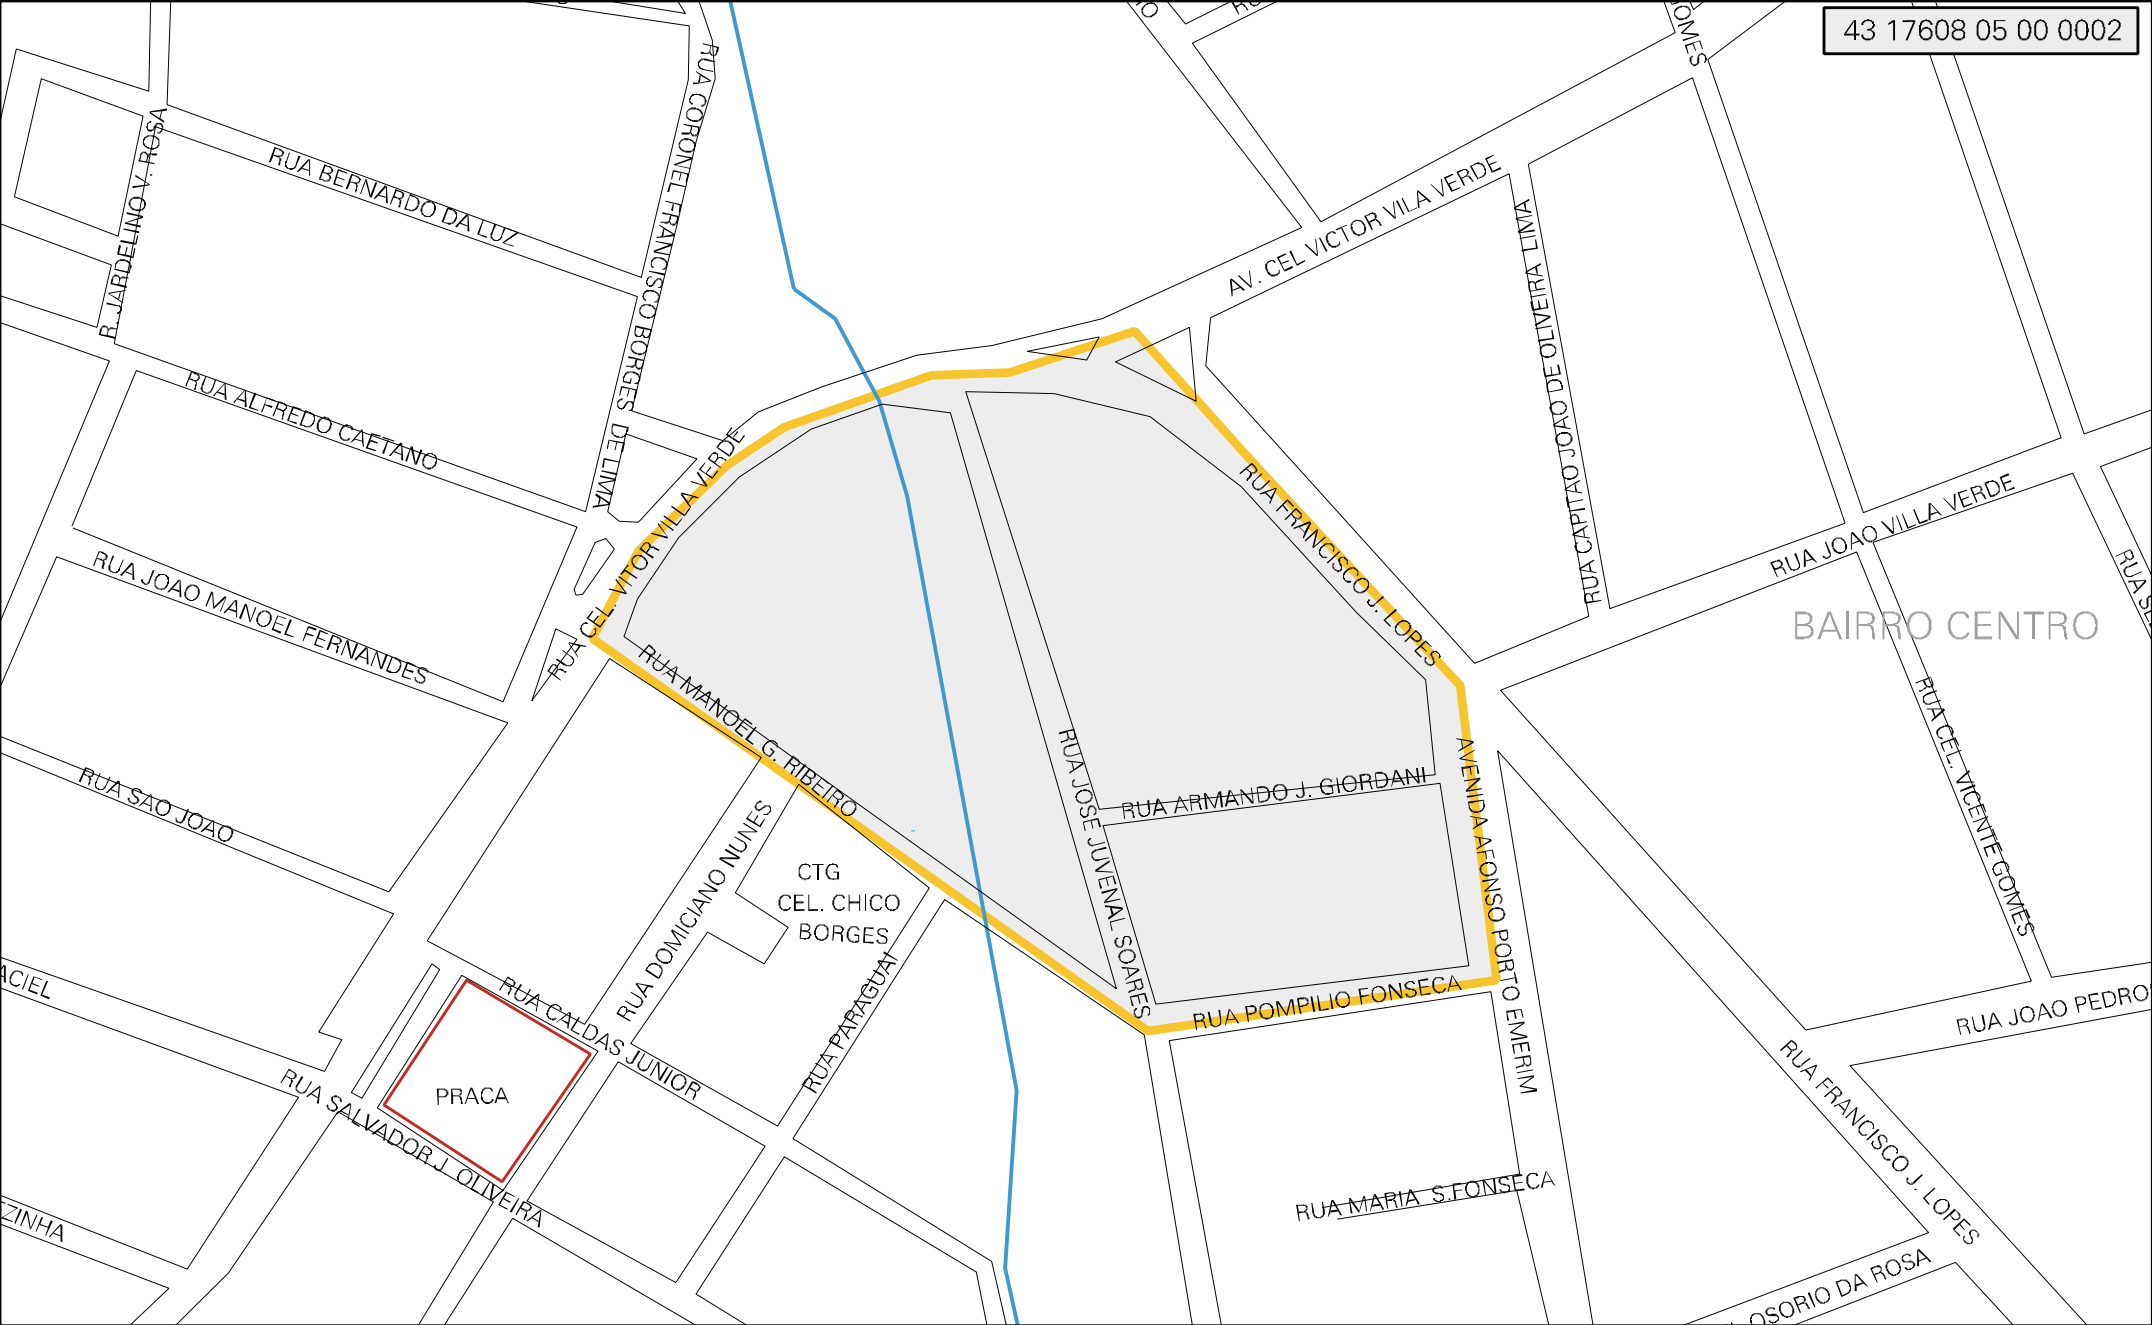 43 17608 05 00 0002
GOMES
RUA CORONEL FRANCISCO BORGES DE LIMA
R. JARDELINO V. ROSA
RUA BERNARDO DA LUZ
AV. CEL VICTOR VILA VERDE
RUA CAPITAO JOAO DE OLIVEIRA LIMA
RUA ALFREDO CAETANO
RUA CEL. VITOR VILLA VERDE
RUA FRANCISCO J. LOPES
RUA JOAO VILLA VERDE
RUA JOAO MANOEL FERNANDES
BAIRRO CENTRO
RUA MANOEL G. RIBEIRO
RUA CEL. VICENTE GOMES
RUA SAO JOAO
RUA JOSE JUVENAL SOARES
RUA ARMANDO J. GIORDANI
AVENIDA AFONSO PORTO EMERIM
RUA DOMICIANO NUNES
CTG
CEL. CHICO
BORGES
RUA PARAGUAI
ACIEL
RUA CALDAS JUNIOR
RUA POMPILIO FONSECA
RUA JOAO PEDRO
PRACA
RUA SALVADOR J. OLIVEIRA
RUA FRANCISCO J. LOPES
RUA MARIA S.FONSECA
EZINHA
OSORIO DA ROSA